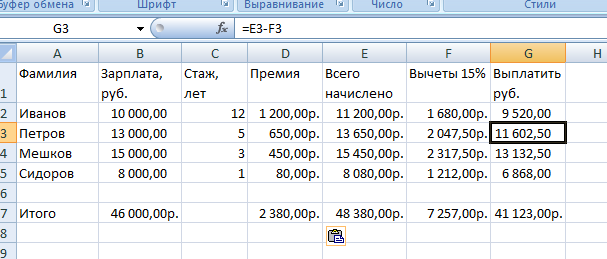 Буфер обмена Шрифт Выравнивание Число Стили
G3 fx =E3-F3
A B C D E F G H
1 Фамилия Зарплата, руб. Стаж, лет Премия Всего начислено Вычеты 15% Выплатить руб.
2 Иванов 10 000,00 12 1 200,00р. 11 200,00р. 1 680,00р. 9 520,00
3 Петров 13 000,00 5 650,00р. 13 650,00р. 2 047,50р. 11 602,50
4 Мешков 15 000,00 3 450,00р. 15 450,00р. 2 317,50р. 13 132,50
5 Сидоров 8 000,00 1 80,00р. 8 080,00р. 1 212,00р. 6 868,00
6
7 Итого 46 000,00р. 2 380,00р. 48 380,00р. 7 257,00р. 41 123,00р.
8
9